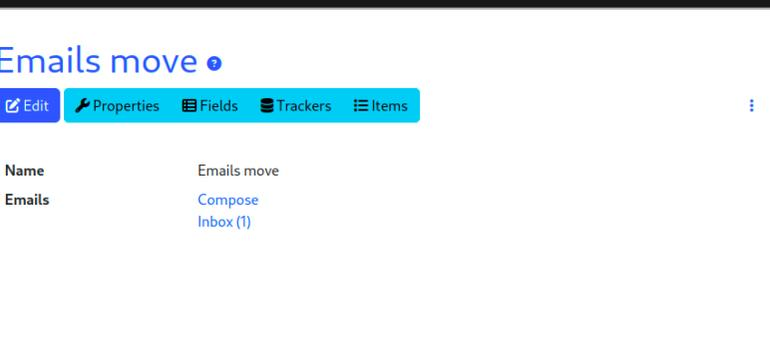 Emails move ?
Edit Properties Fields Trackers Items
Name Emails move
Emails Compose
Inbox (1)